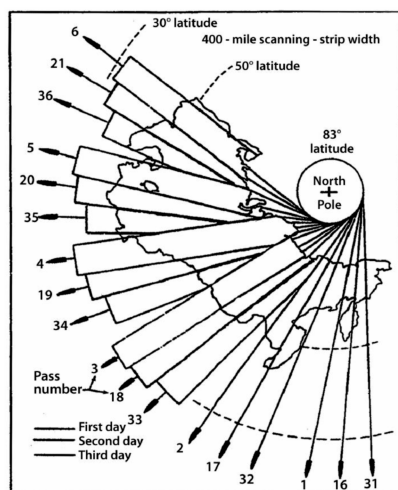 6
30° latitude
400 - mile scanning - strip width
21
50° latitude
36
83°
latitude
5
North
Pole
20
35
4
19
34
3
Pass
number
18
33
First day
Second day
Third day
2
17
32
1
16
31